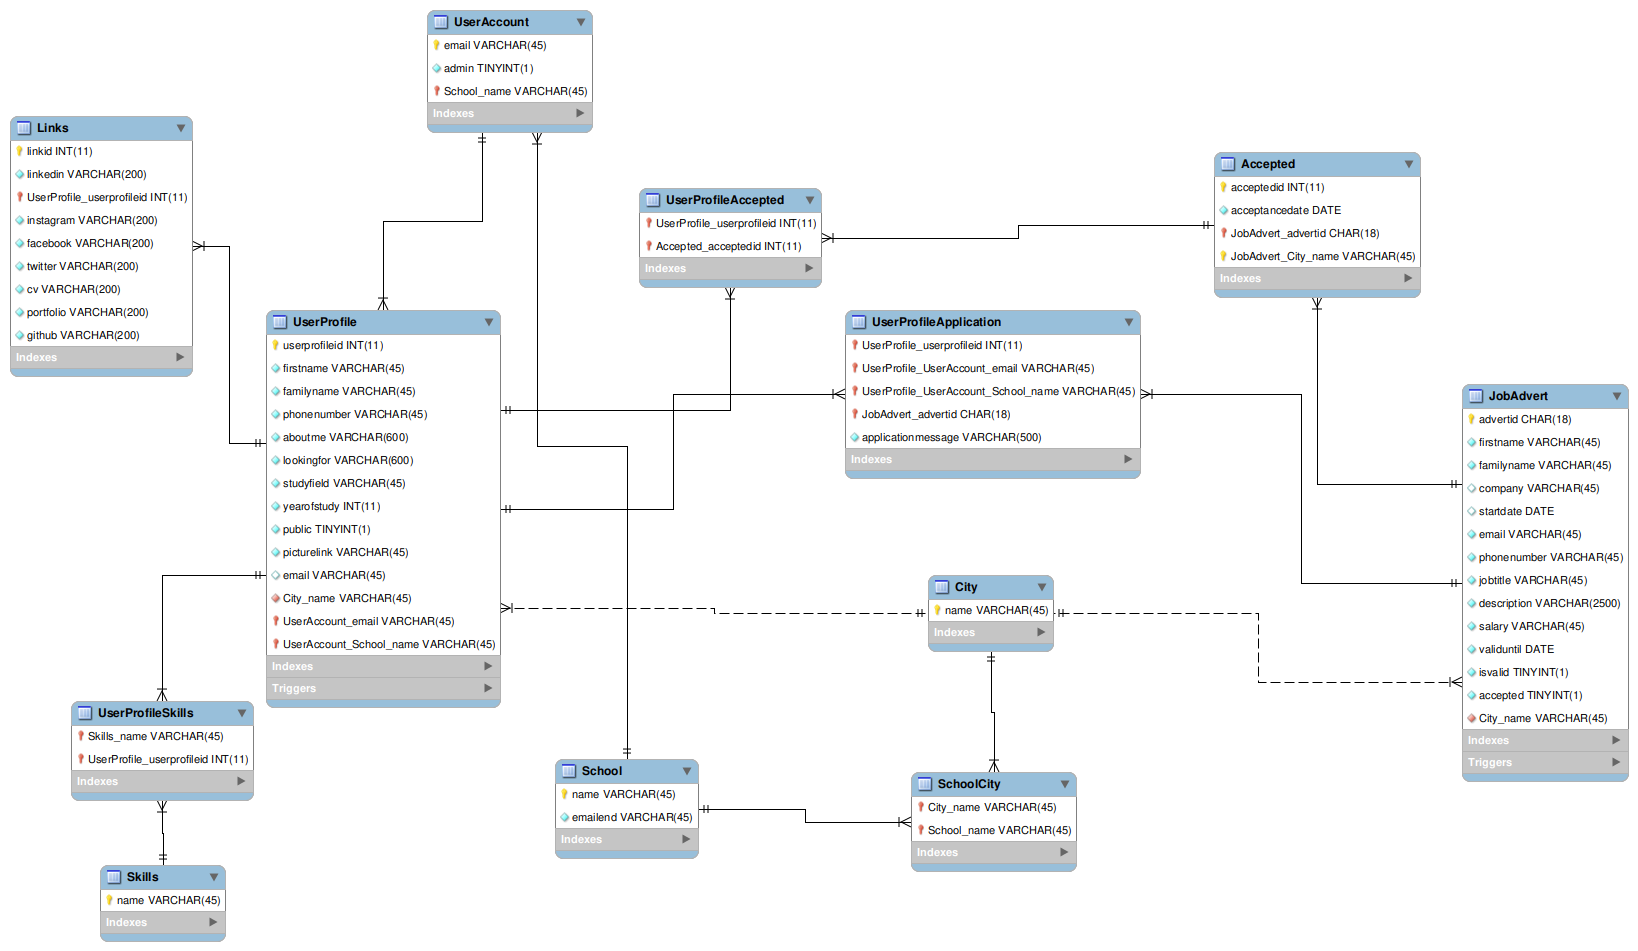 UserAccount
email VARCHAR(45)
admin TINYINT(1)
School_name VARCHAR(45)
Indexes
Links
linkid INT(11)
linkedin VARCHAR(200)
UserProfile_userprofileid INT(11)
instagram VARCHAR(200)
facebook VARCHAR(200)
twitter VARCHAR(200)
cv VARCHAR(200)
portfolio VARCHAR(200)
github VARCHAR(200)
Indexes
UserProfileAccepted
UserProfile_userprofileid INT(11)
Accepted_acceptedid INT(11)
Indexes
Accepted
acceptedid INT(11)
acceptancedate DATE
JobAdvert_advertid CHAR(18)
JobAdvert_City_name VARCHAR(45)
Indexes
UserProfile
userprofileid INT(11)
firstname VARCHAR(45)
familyname VARCHAR(45)
phonenumber VARCHAR(45)
aboutme VARCHAR(600)
lookingfor VARCHAR(600)
studyfield VARCHAR(45)
yearofstudy INT(11)
public TINYINT(1)
picturelink VARCHAR(45)
email VARCHAR(45)
City_name VARCHAR(45)
UserAccount_email VARCHAR(45)
UserAccount_School_name VARCHAR(45)
Indexes
Triggers
UserProfileApplication
UserProfile_userprofileid INT(11)
UserProfile_UserAccount_email VARCHAR(45)
UserProfile_UserAccount_School_name VARCHAR(45)
JobAdvert_advertid CHAR(18)
applicationmessage VARCHAR(500)
Indexes
JobAdvert
advertid CHAR(18)
firstname VARCHAR(45)
familyname VARCHAR(45)
company VARCHAR(45)
startdate DATE
email VARCHAR(45)
phonenumber VARCHAR(45)
jobtitle VARCHAR(45)
description VARCHAR(2500)
salary VARCHAR(45)
validuntil DATE
isvalid TINYINT(1)
accepted TINYINT(1)
City_name VARCHAR(45)
Indexes
Triggers
City
name VARCHAR(45)
Indexes
UserProfileSkills
Skills_name VARCHAR(45)
UserProfile_userprofileid INT(11)
Indexes
School
name VARCHAR(45)
emailend VARCHAR(45)
Indexes
SchoolCity
City_name VARCHAR(45)
School_name VARCHAR(45)
Indexes
Skills
name VARCHAR(45)
Indexes